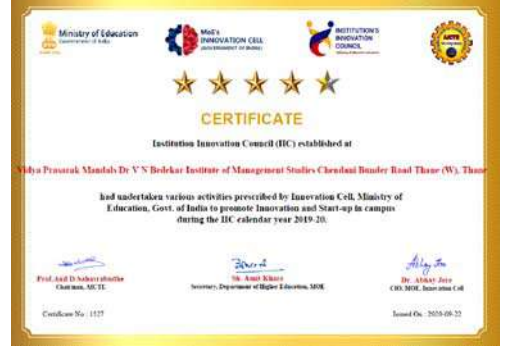 Ministry of Education
Government of India
MoE's
INNOVATION CELL
(GOVERNMENT OF INDIA)
INSTITUTION'S
INNOVATION
COUNCIL
AICTE
CERTIFICATE
Institution Innovation Council (IIC) established at
Vidya Prasarak Mandals Dr V N Bedekar Institute of Management Studies Chendani Bunder Road Thane (W), Thane
had undertaken various activities prescribed by Innovation Cell, Ministry of
Education, Govt. of India to promote Innovation and Start-up in campus
during the IIC calendar year 2019-20.
Prof. Anil D Sahasrabudhe
Chairman, AICTE
Sh. Amit Khare
Secretary, Department of Higher Education, MOE
Dr. Abhay Jere
CIO, MOE, Innovation Cell
Certificate No : 1527
Issued On : 2020-09-22